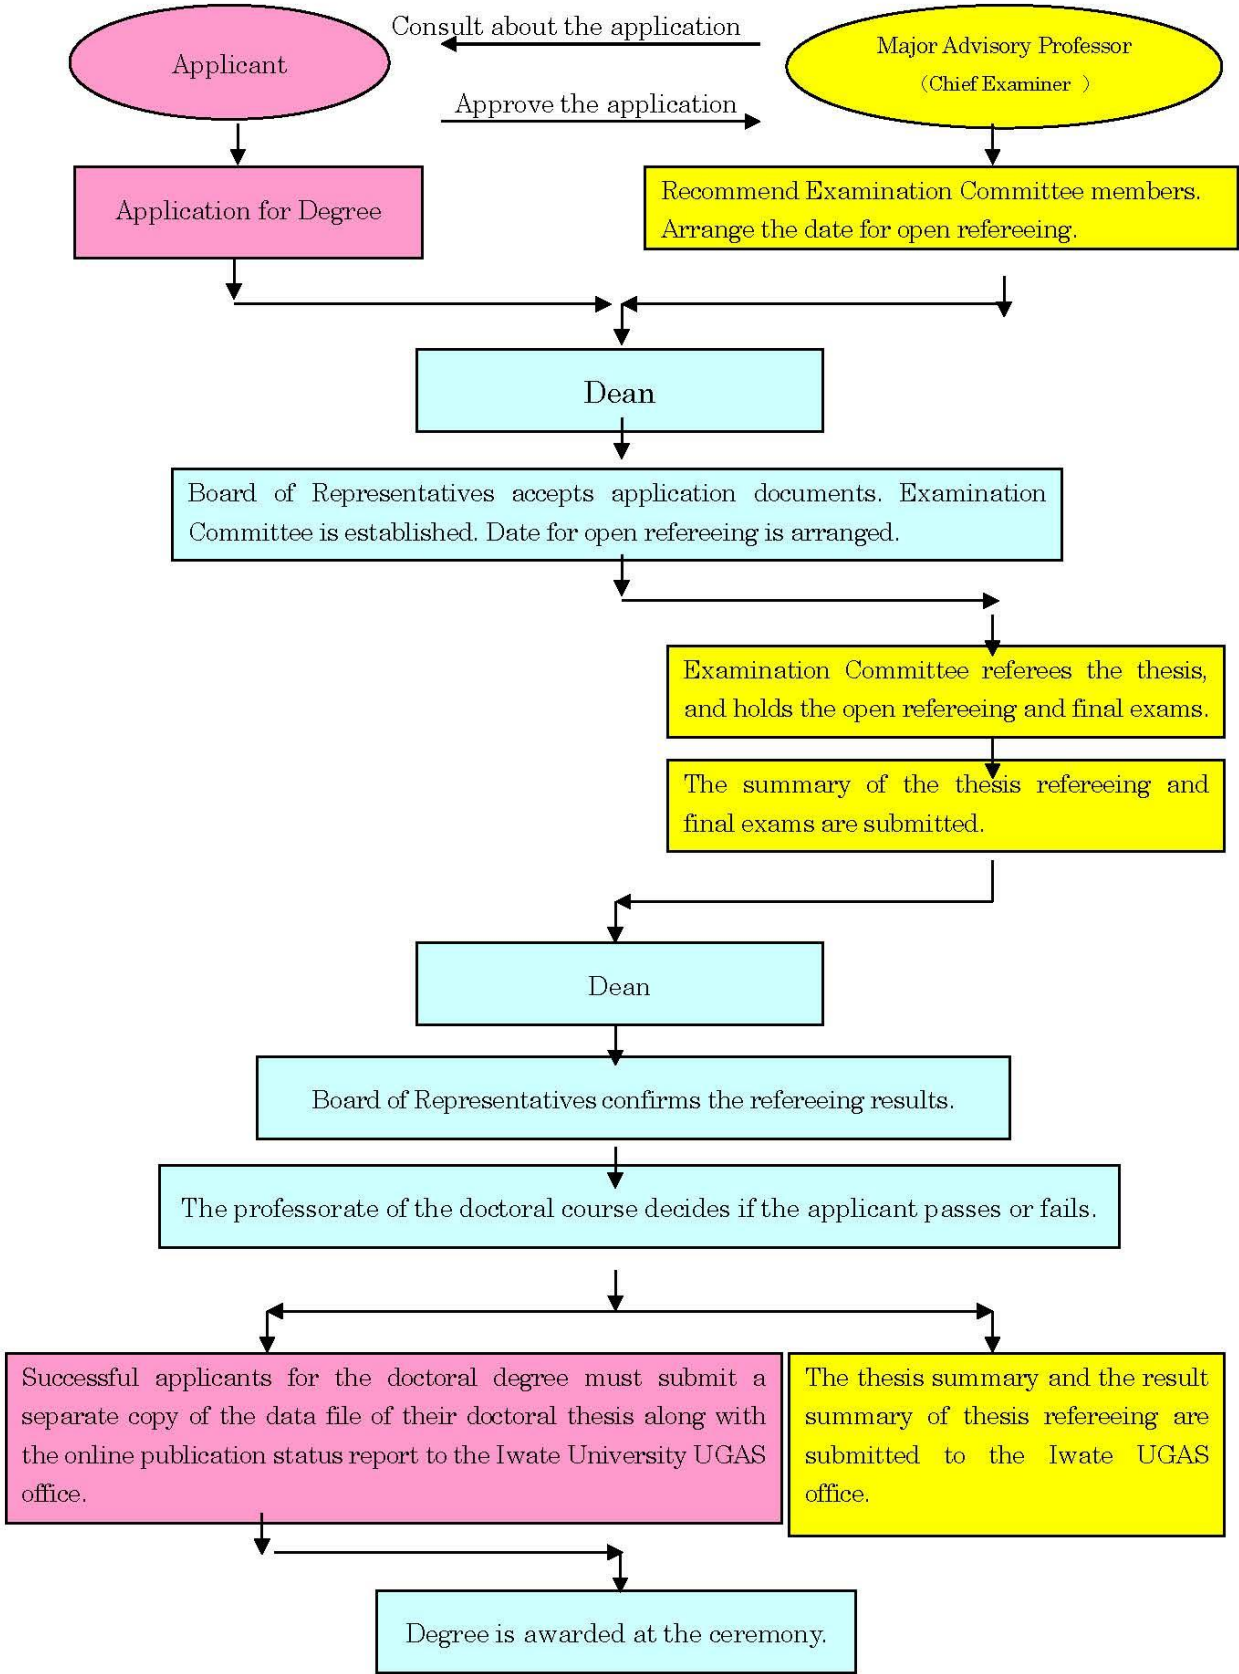 Consult about the application
Applicant
Major Advisory Professor
（Chief Examiner ）
Approve the application
Application for Degree
Recommend Examination Committee members.
Arrange the date for open refereeing.
Dean
Board of Representatives accepts application documents. Examination
Committee is established. Date for open refereeing is arranged.
Examination Committee referees the thesis,
and holds the open refereeing and final exams.
The summary of the thesis refereeing and
final exams are submitted.
Dean
Board of Representatives confirms the refereeing results.
The professorate of the doctoral course decides if the applicant passes or fails.
Successful applicants for the doctoral degree must submit a
separate copy of the data file of their doctoral thesis along with
the online publication status report to the Iwate University UGAS
office.
The thesis summary and the result
summary of thesis refereeing are
submitted to the Iwate UGAS
office.
Degree is awarded at the ceremony.